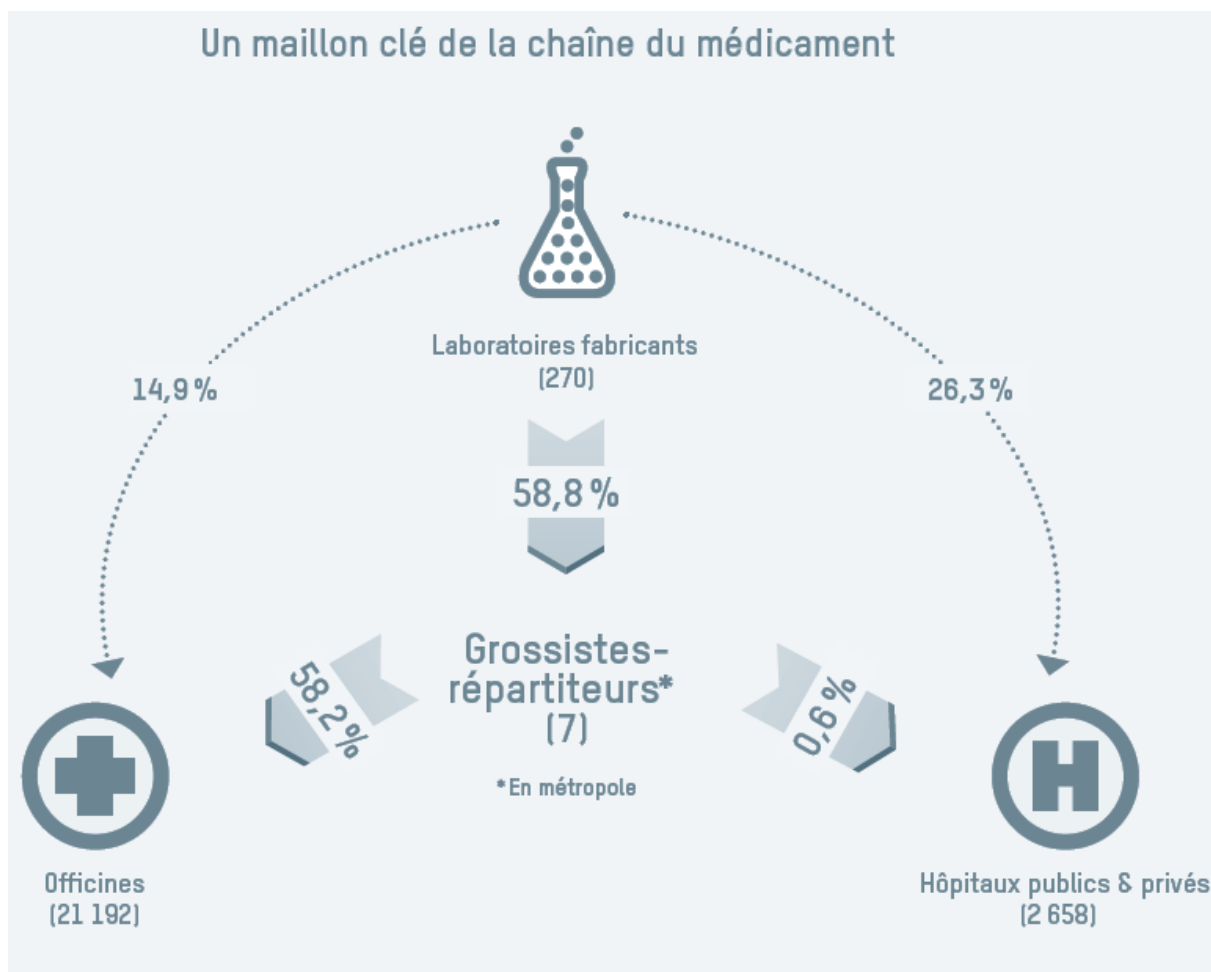 Un maillon clé de la chaîne du médicament
Laboratoires fabricants
(270)
14,9 %
26,3 %
58,8 %
Grossistes-
répartiteurs*
(7)
58,2 %
0,6 %
*En métropole
H
Officines
(21 192)
Hôpitaux publics & privés
(2 658)